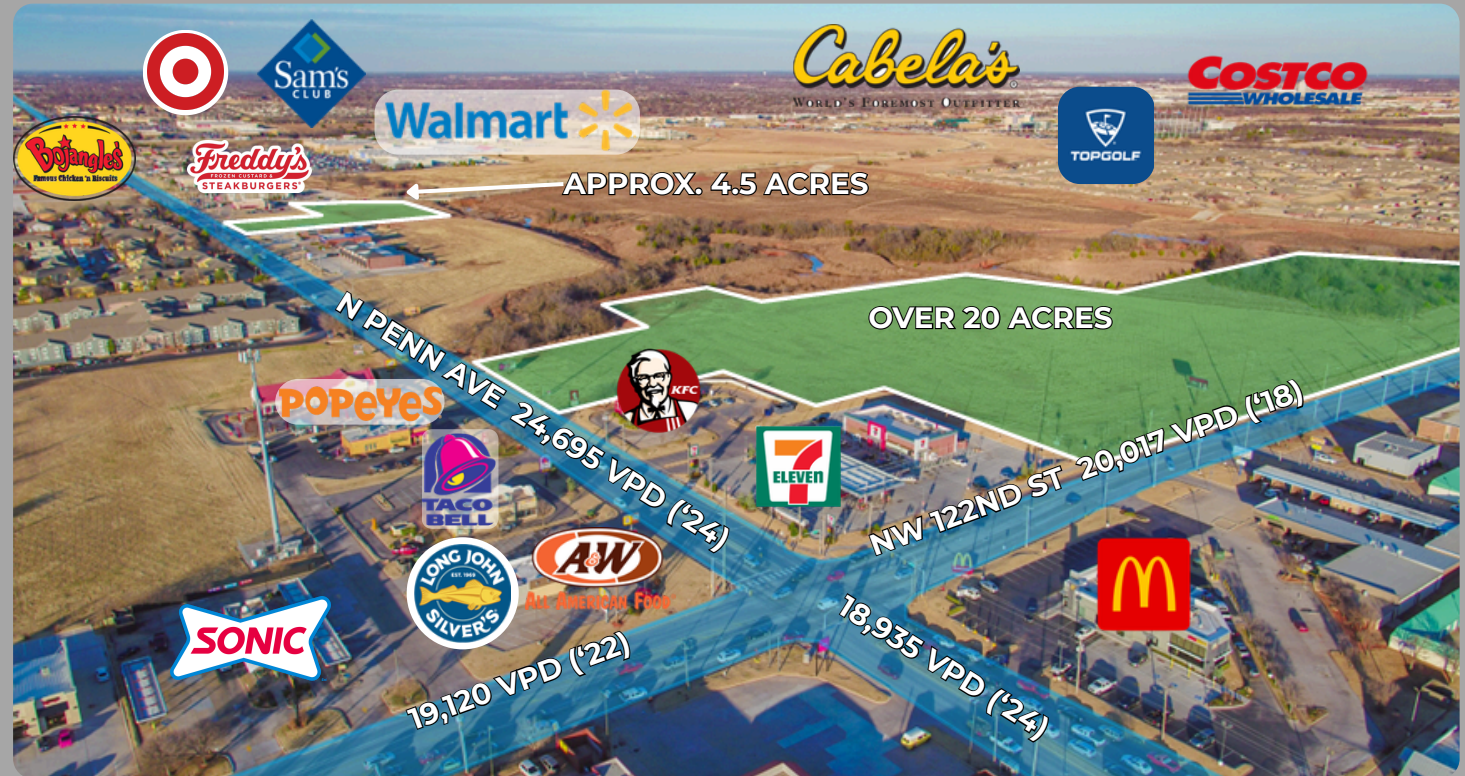 Sam's
CLUB
Cabela's
WORLD'S FOREMOST OUTFITTER
COSTCO
WHOLESALE
Walmart
TOPGOLF
Bojangles'
Famous Chicken 'n Biscuits
Freddy's
FROZEN CUSTARD &
STEAKBURGERS
APPROX. 4.5 ACRES
OVER 20 ACRES
N PENN AVE 24,695 VPD ('24)
KFC
POPEYES
TACO
BELL
7
ELEVEN
NW 122ND ST 20,017 VPD ('18)
LONG JOHN
EST. 1969
SILVER'S
A&W
ALL AMERICAN FOOD
SONIC
18,935 VPD ('24)
19,120 VPD ('22)